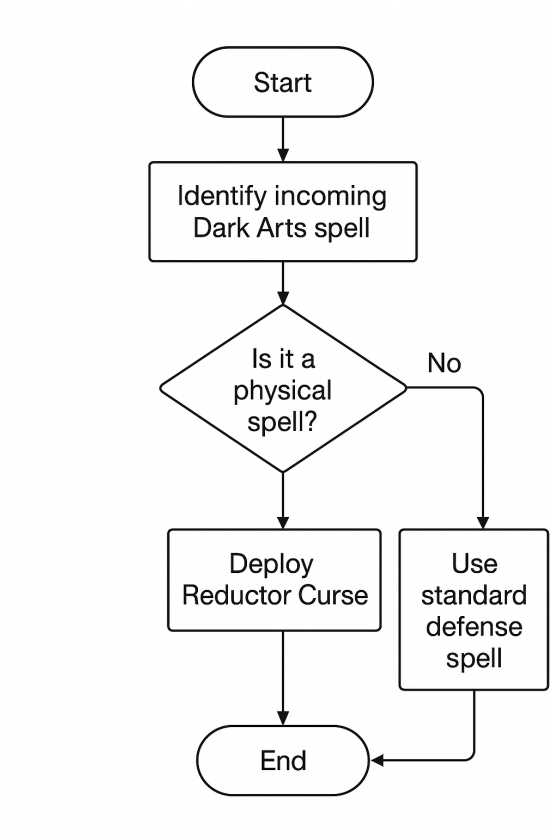 Start
Identify incoming
Dark Arts spell
Is it a
physical
spell?
No
Deploy
Reductor Curse
Use
standard
defense
spell
End